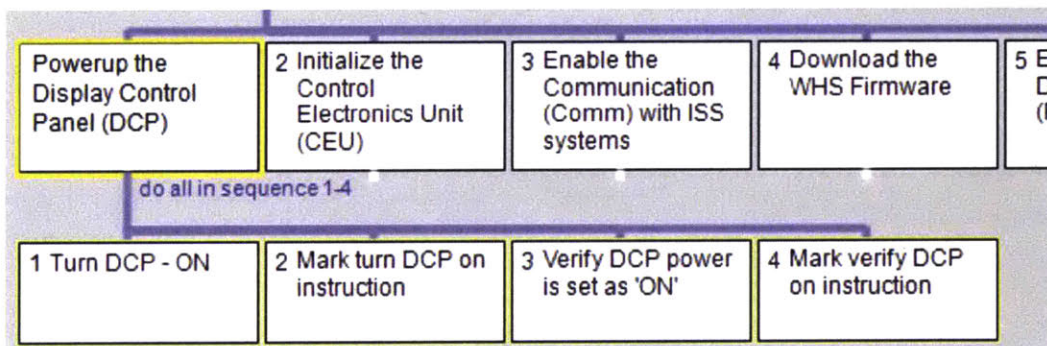 Powerup the
Display Control
Panel (DCP)
2 Initialize the
Control
Electronics Unit
(CEU)
3 Enable the
Communication
(Comm) with ISS
systems
4 Download the
WHS Firmware
5 E
D
(
do all in sequence 1-4
1 Turn DCP - ON
2 Mark turn DCP on
instruction
3 Verify DCP power
is set as 'ON'
4 Mark verify DCP
on instruction